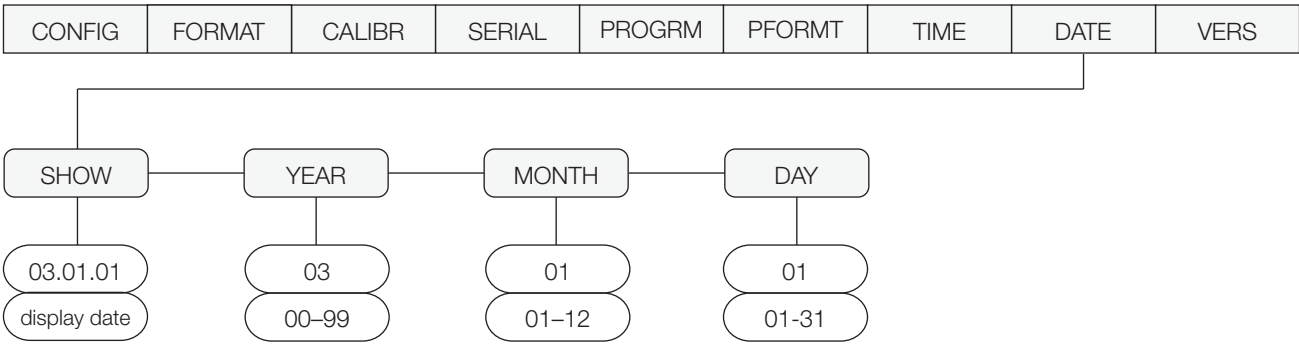 CONFIG FORMAT CALIBR SERIAL PROGRM PFORMT TIME DATE VERS
SHOW YEAR MONTH DAY
03.01.01 03 01 01
display date 00–99 01–12 01-31